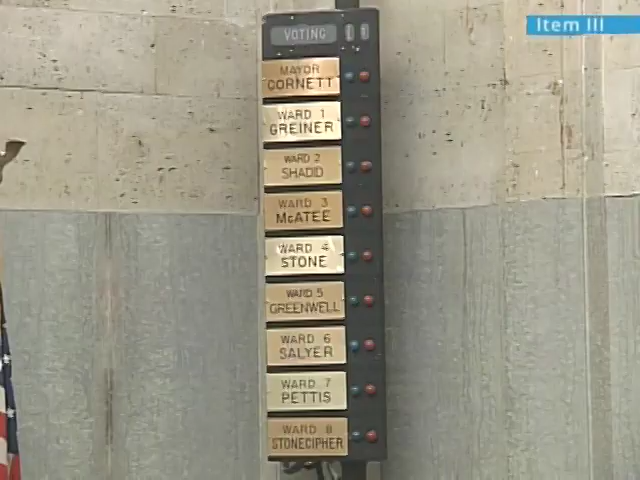 Item III
VOTING
MAYOR
CORNETT
WARD 1
GREINER
WARD 2
SHADID
WARD 3
McATEE
WARD 4
STONE
WARD 5
GREENWELL
WARD 6
SALYER
WARD 7
PETTIS
WARD 8
STONECIPHER